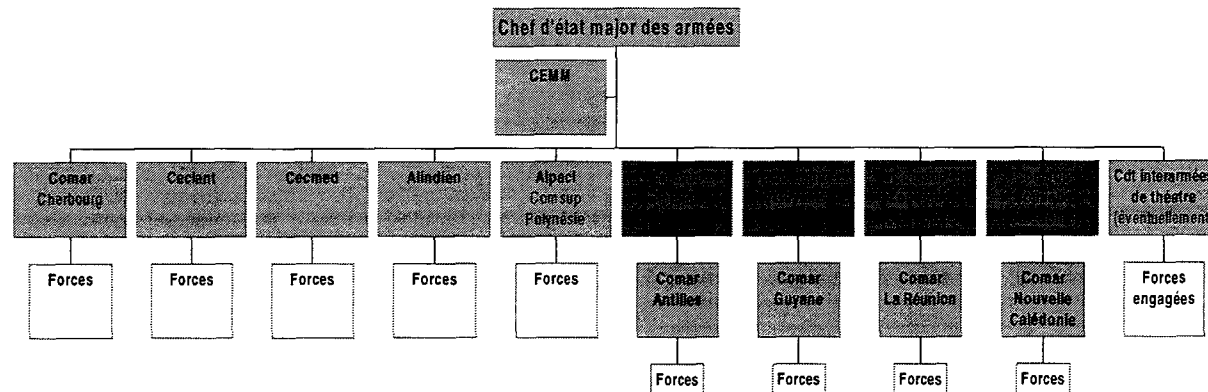 Chef d'état major des armées
CEMM
Comar
Cherbourg
Ceclant
Cecmed
Alindien
Alpaci
Comsup
Polynésie
Cdt interarmées
de théâtre
(éventuellement)
Forces
Forces
Forces
Forces
Forces
Comar
Antilles
Comar
Guyane
Comar
La Réunion
Comar
Nouvelle
Calédonie
Forces
engagées
Forces
Forces
Forces
Forces